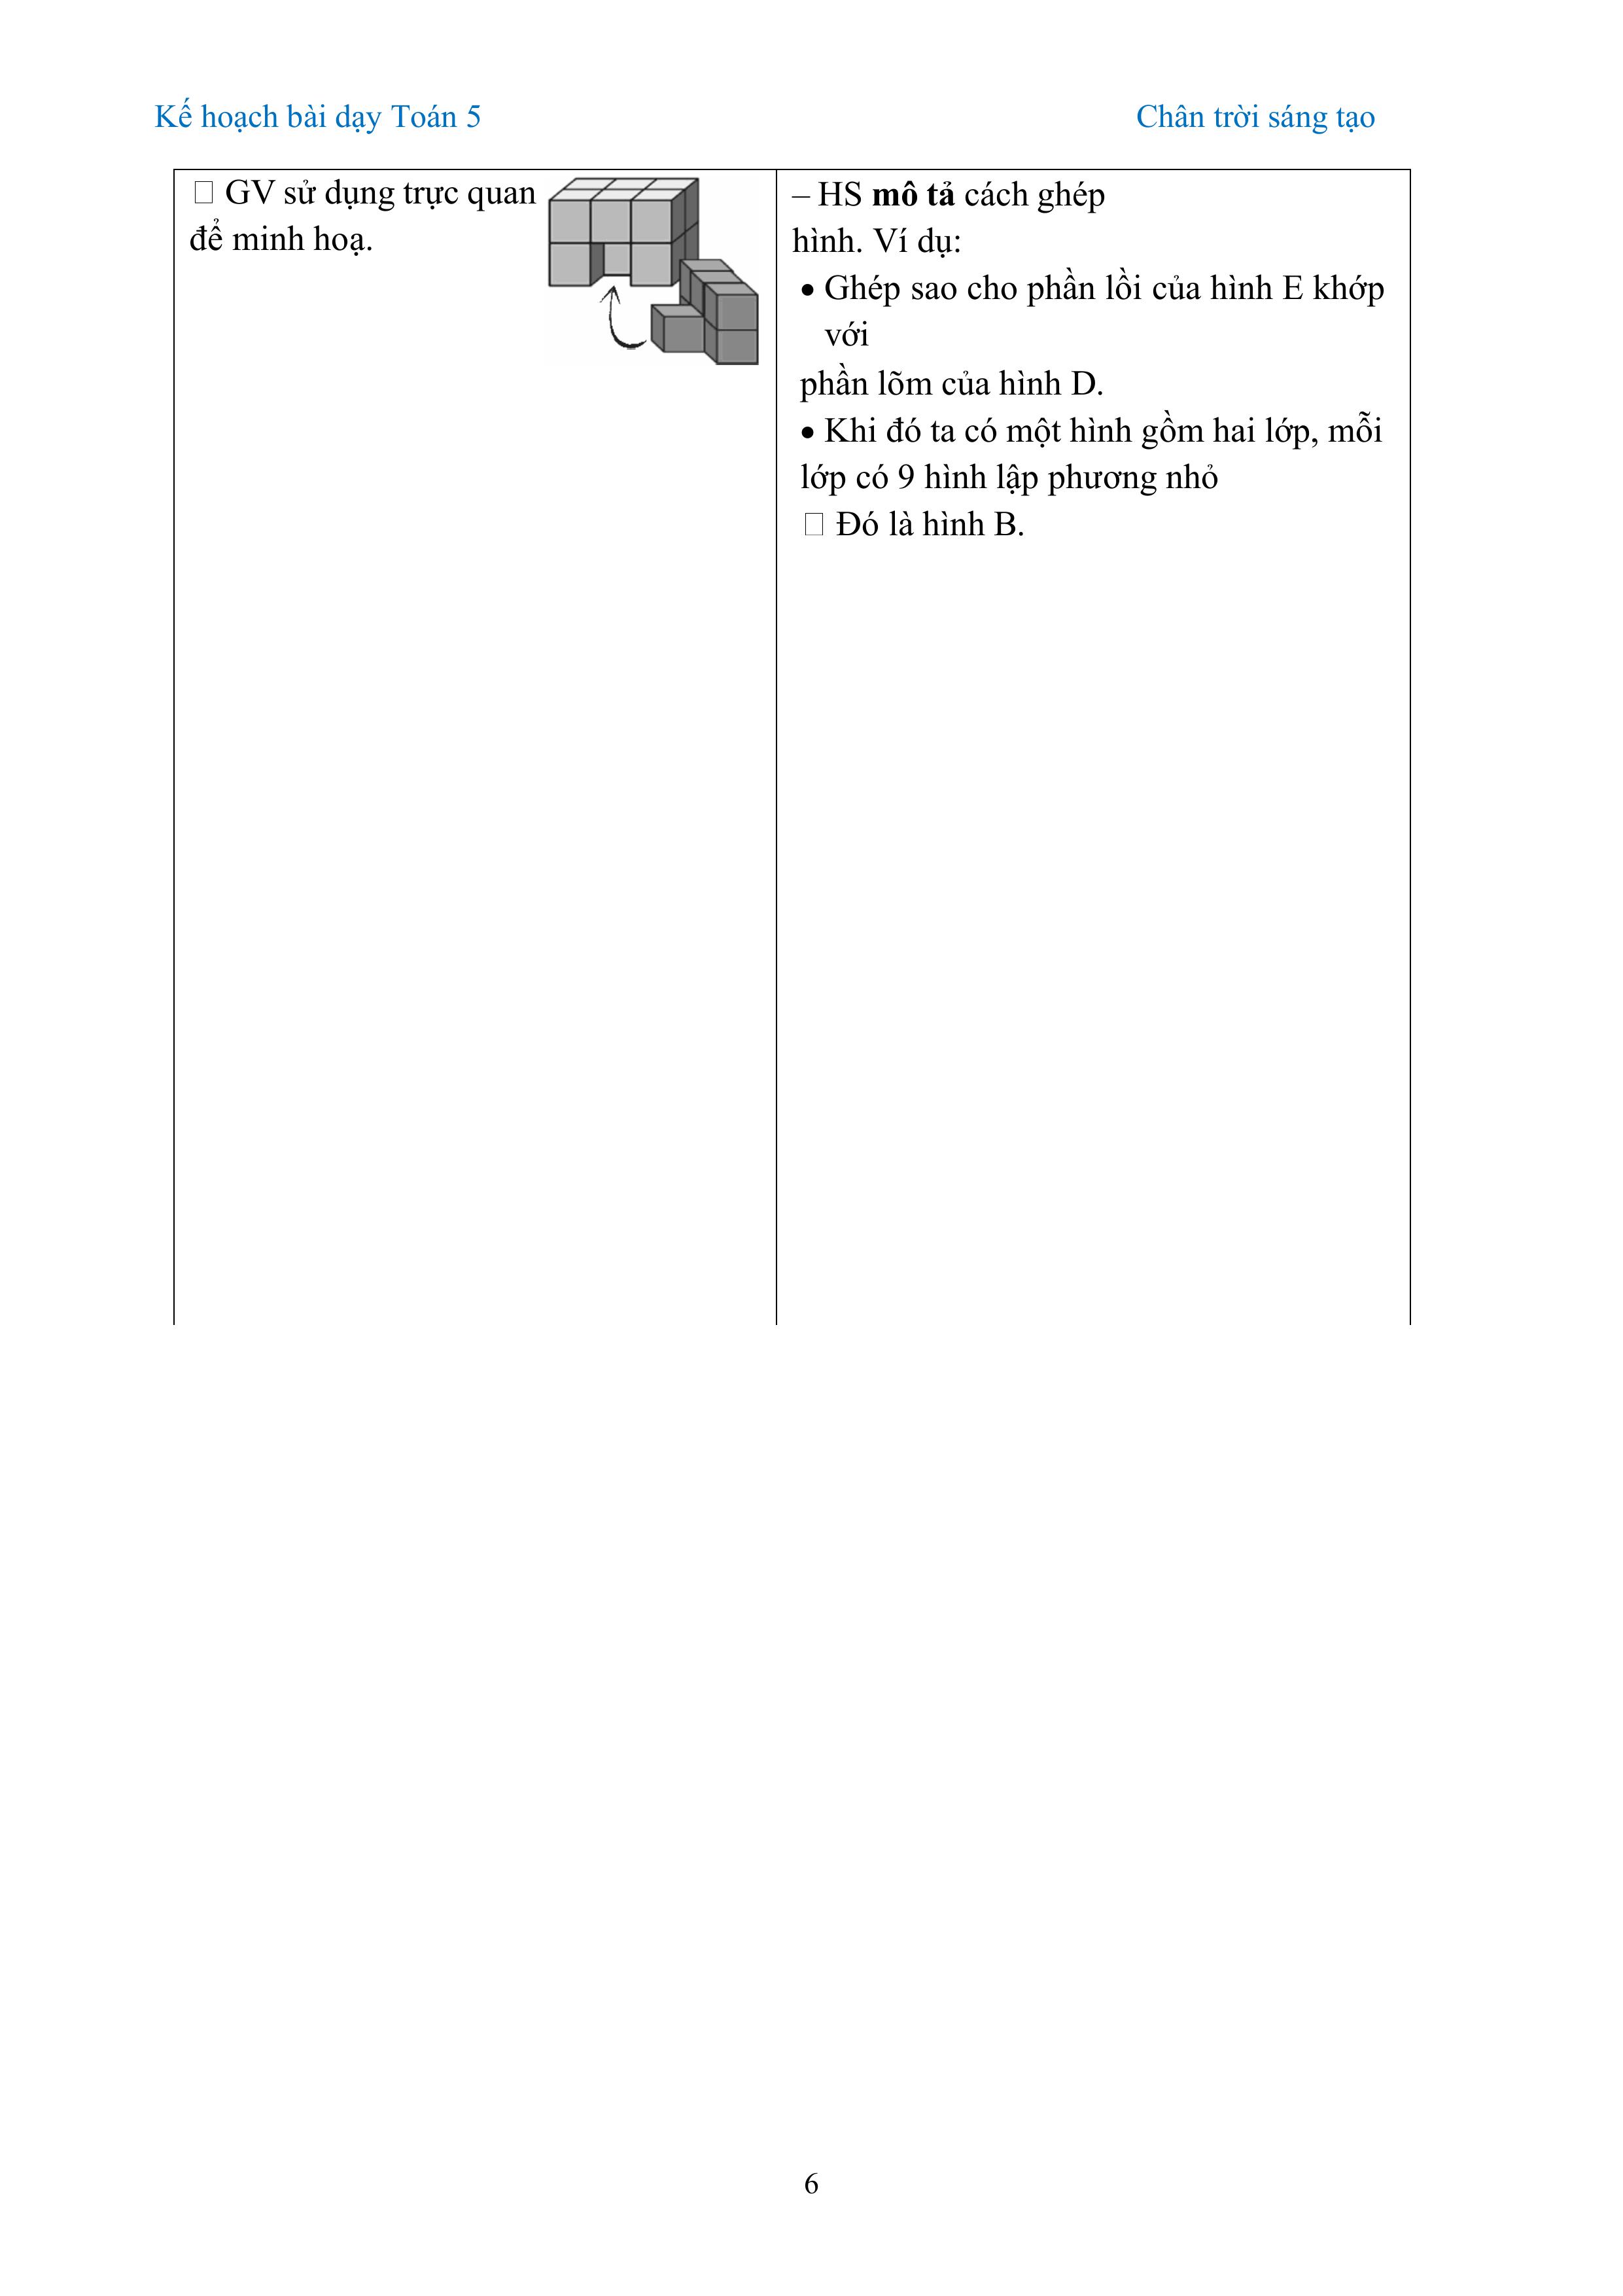 Kế hoạch bài dạy Toán 5 Chân trời sáng tạo
□ GV sử dụng trực quan
để minh hoạ.
– HS mô tả cách ghép
hình. Ví dụ:
• Ghép sao cho phần lồi của hình E khớp
với
phần lõm của hình D.
• Khi đó ta có một hình gồm hai lớp, mỗi
lớp có 9 hình lập phương nhỏ
□ Đó là hình B.
6